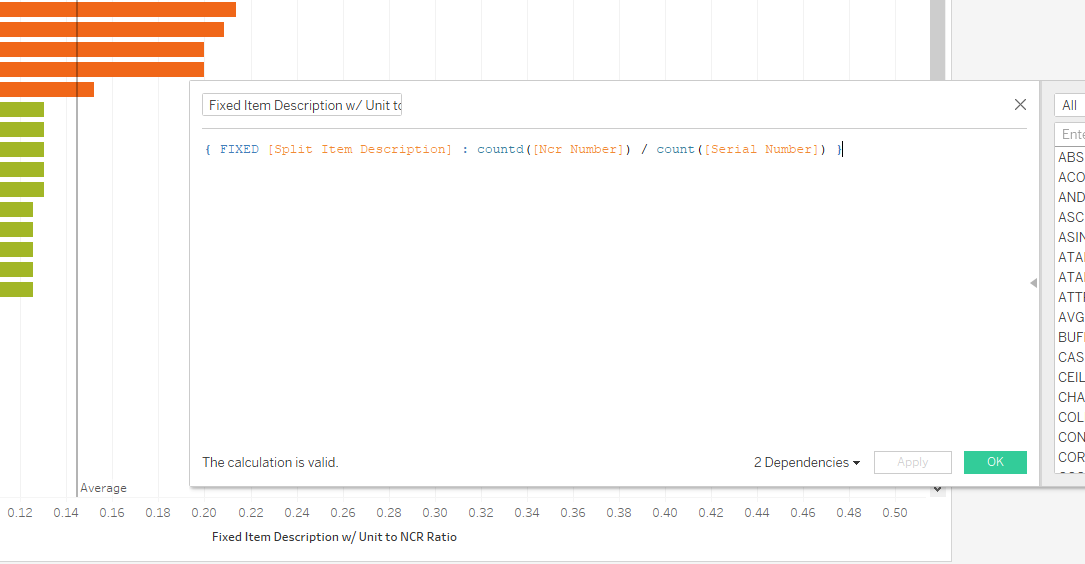 Fixed Item Description w/ Unit to
All
{ FIXED [Split Item Description] : countd([Ncr Number]) / count([Serial Number]) }
Ente
ABS
ACO
AND
ASC
ASIN
ATA
ATA
ATT
AVG
BUF
CAS
CEIL
CHA
COL
CON
COR
The calculation is valid.
2 Dependencies
Apply
OK
Average
0.12 0.14 0.16 0.18 0.20 0.22 0.24 0.26 0.28 0.30 0.32 0.34 0.36 0.38 0.40 0.42 0.44 0.46 0.48 0.50
Fixed Item Description w/ Unit to NCR Ratio